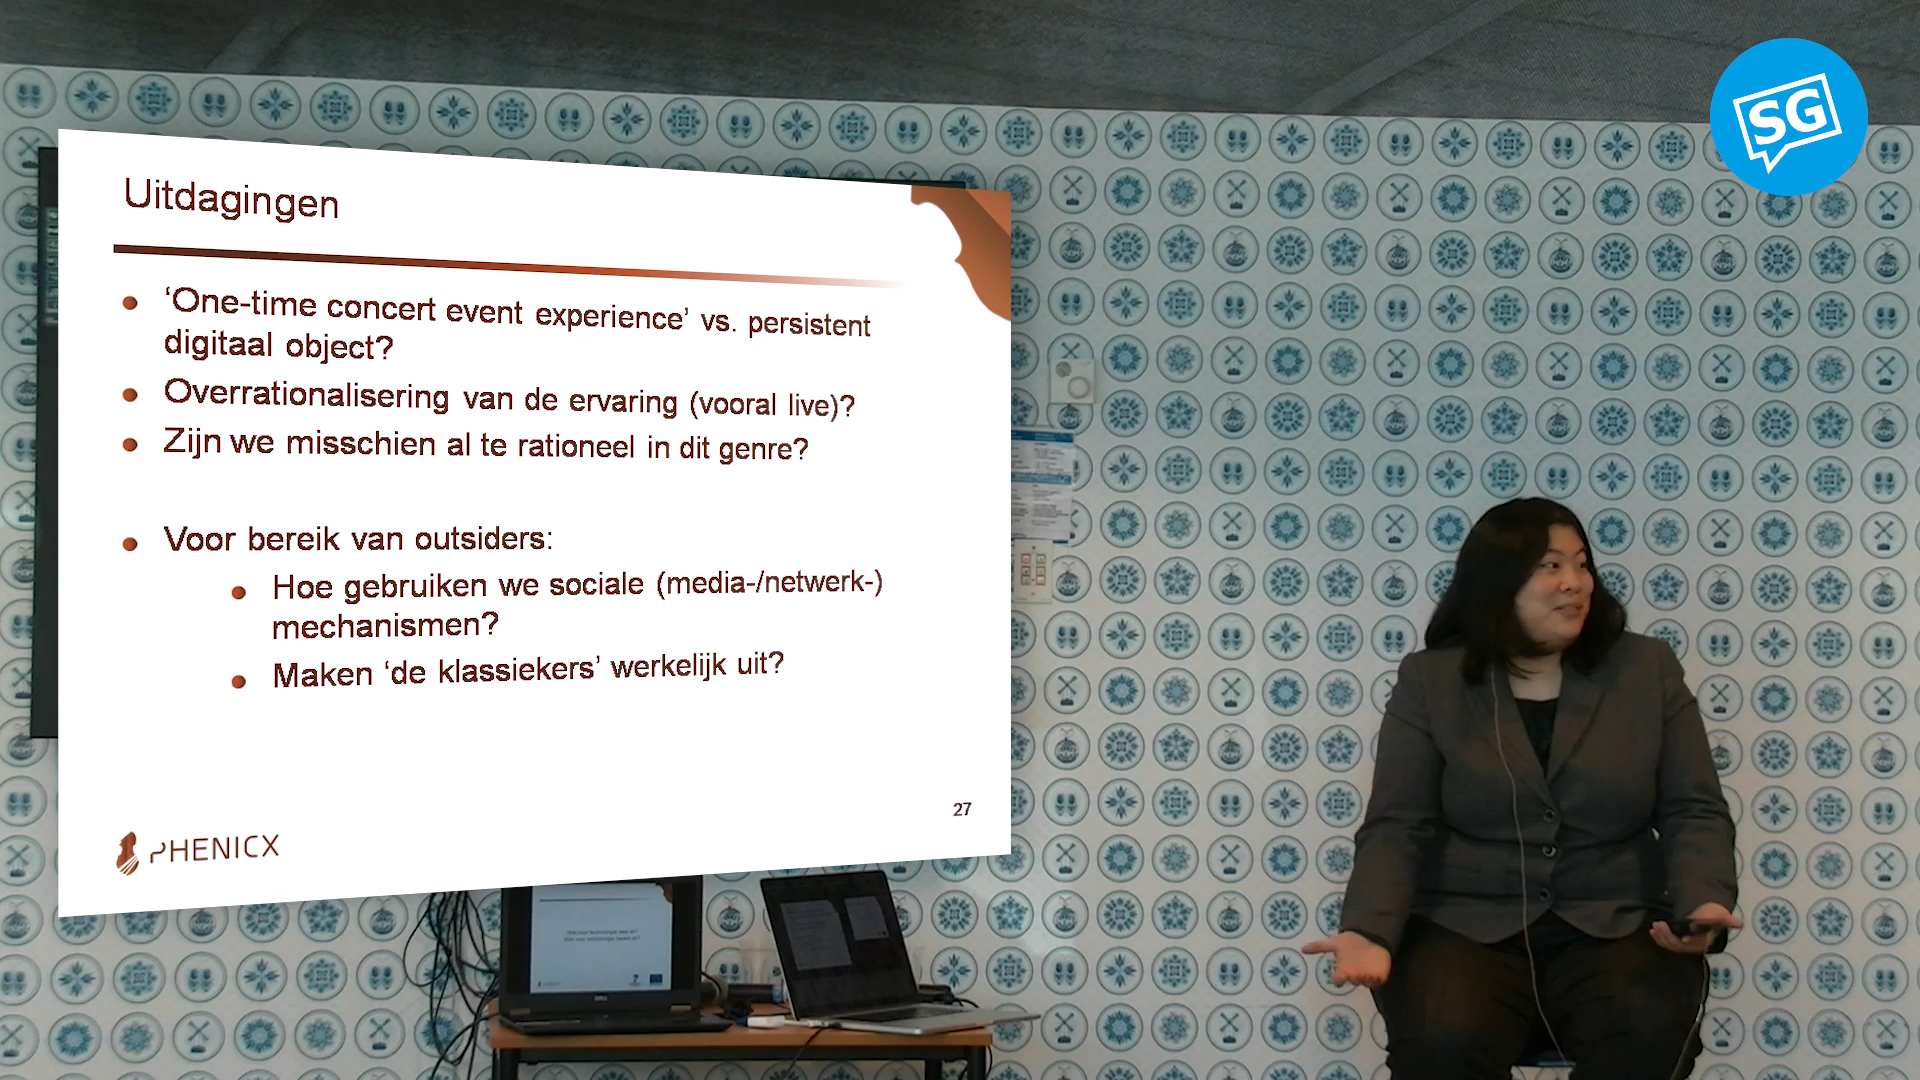 SG
Uitdagingen
‘One-time concert event experience’ vs. persistent
digitaal object?
Overrationalisering van de ervaring (vooral live)?
Zijn we misschien al te rationeel in dit genre?
Voor bereik van outsiders:
Hoe gebruiken we sociale (media-/netwerk-)
mechanismen?
Maken ‘de klassiekers’ werkelijk uit?
27
PHENICX
DELL